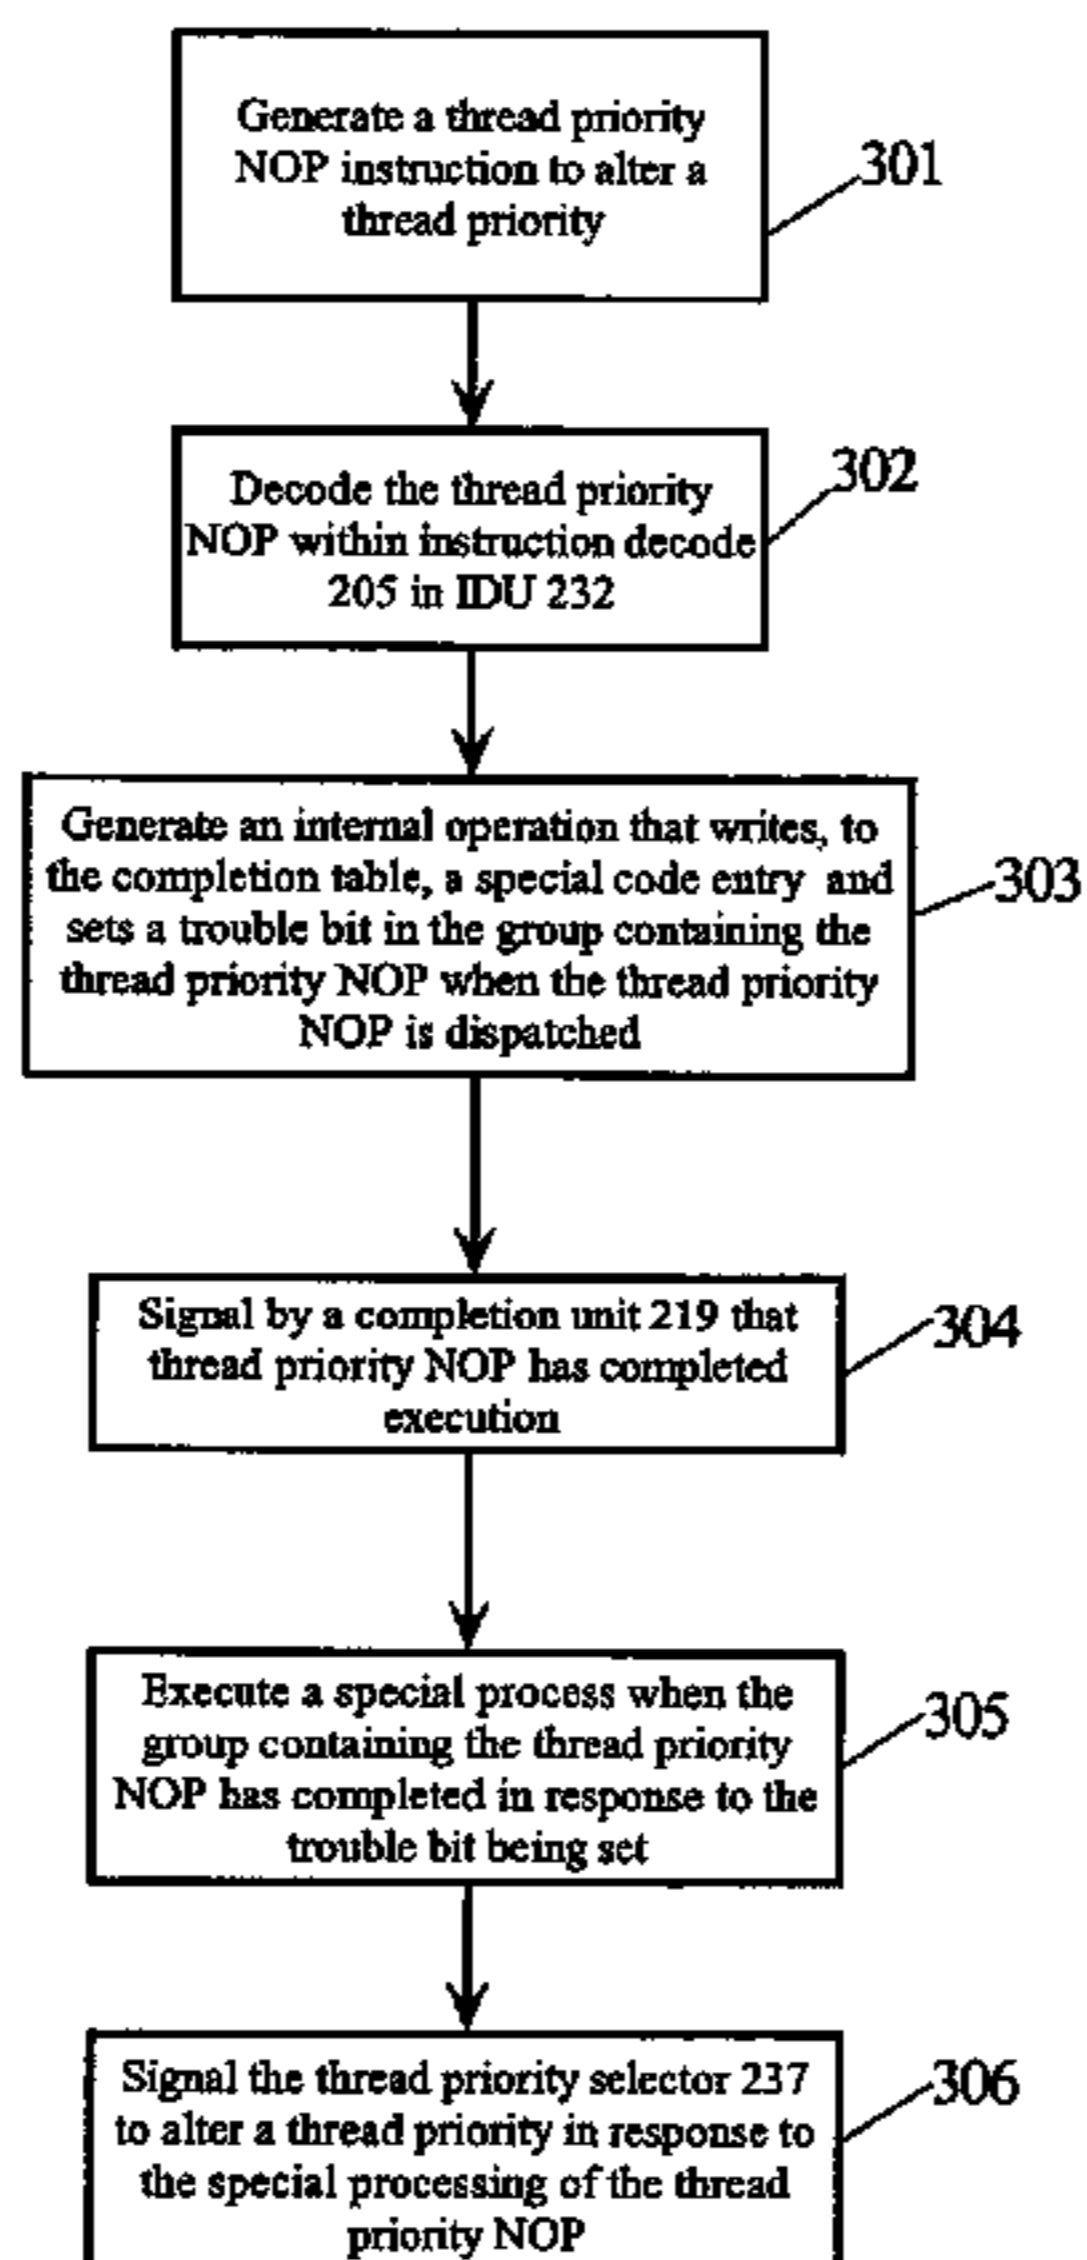 Generate a thread priority
NOP instruction to alter a
thread priority
301
Decode the thread priority
NOP within instruction decode
205 in IDU 232
302
Generate an internal operation that writes, to
the completion table, a special code entry and
sets a trouble bit in the group containing the
thread priority NOP when the thread priority
NOP is dispatched
303
Signal by a completion unit 219 that
thread priority NOP has completed
execution
304
Execute a special process when the
group containing the thread priority
NOP has completed in response to the
trouble bit being set
305
Signal the thread priority selector 237
to alter a thread priority in response to
the special processing of the thread
priority NOP
306